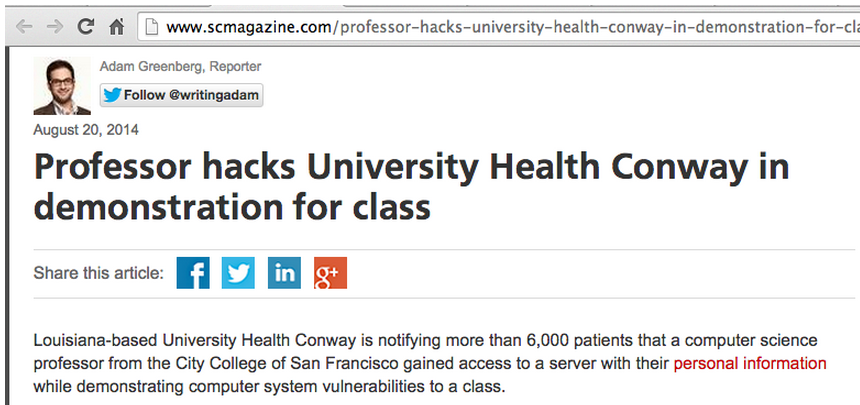 www.scmagazine.com/professor-hacks-university-health-conway-in-demonstration-for-cla
Adam Greenberg, Reporter
Follow @writingadam
August 20, 2014
Professor hacks University Health Conway in
demonstration for class
Share this article: f in g+
Louisiana-based University Health Conway is notifying more than 6,000 patients that a computer science
professor from the City College of San Francisco gained access to a server with their personal information
while demonstrating computer system vulnerabilities to a class.